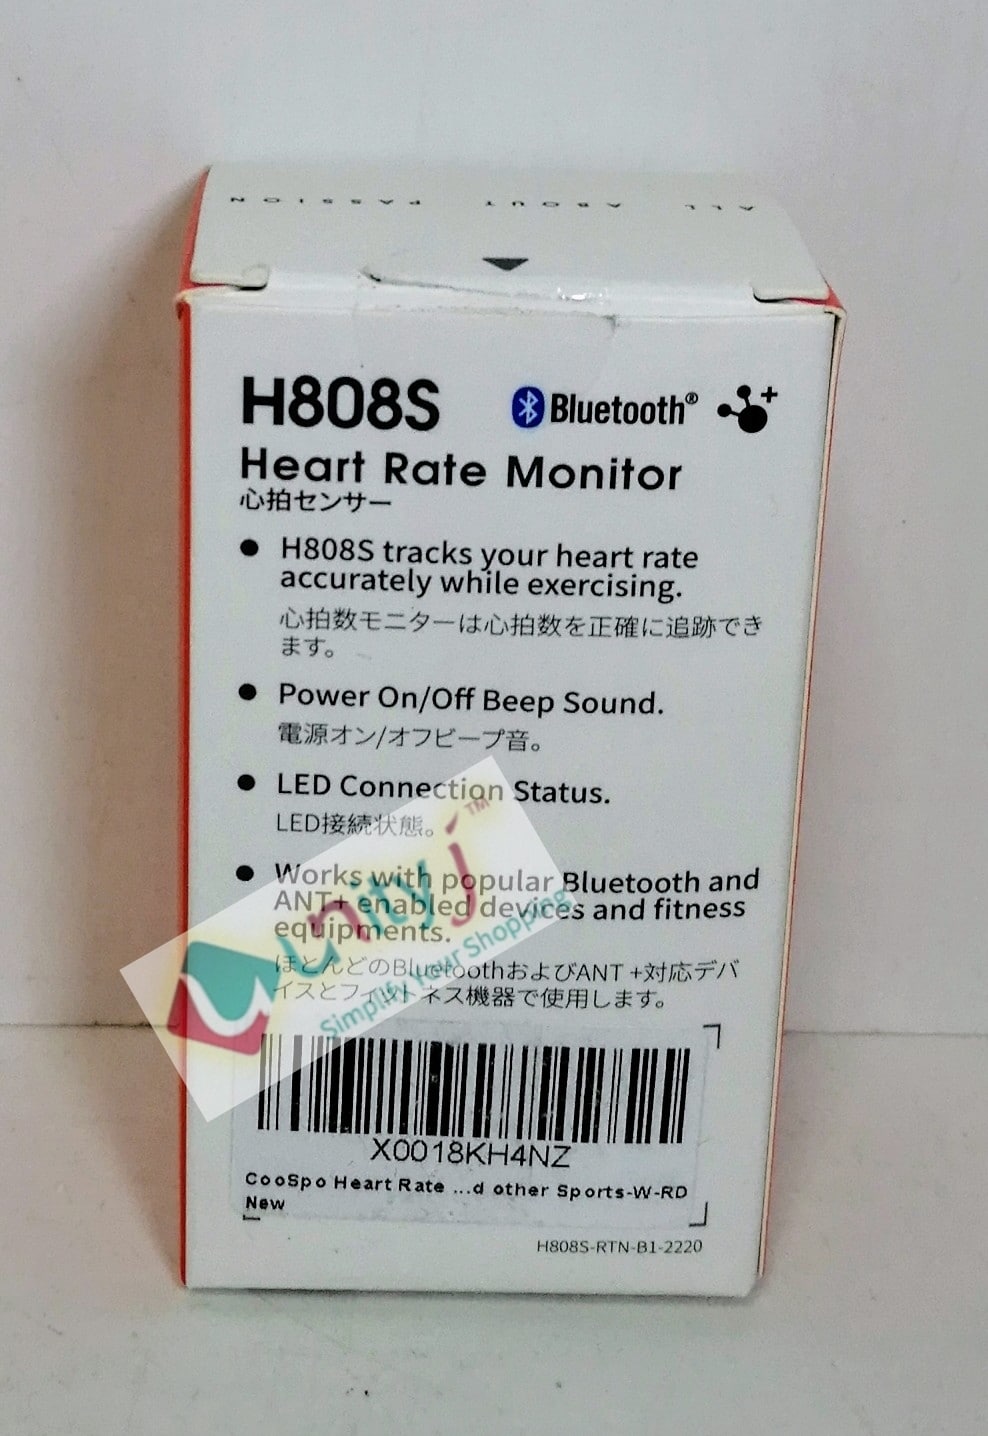 ALL ABOUT PASSION
H808S
Bluetooth®
Heart Rate Monitor
心拍センサー
● H808S tracks your heart rate
accurately while exercising.
心拍数モニターは心拍数を正確に追跡でき
ます。
● Power On/Off Beep Sound.
電源オン/オフビープ音。
● LED Connection Status.
LED接続状態。
● Works with popular Bluetooth and
ANT+ enabled devices and fitness
equipments.
ほとんどのBluetoothおよびANT +対応デバ
イスとフィットネス機器で使用します。
unityj™
Simplify Your Shopping
X0018KH4NZ
CooSpo Heart Rate ...d other Sports-W-RD
New
H808S-RTN-B1-2220